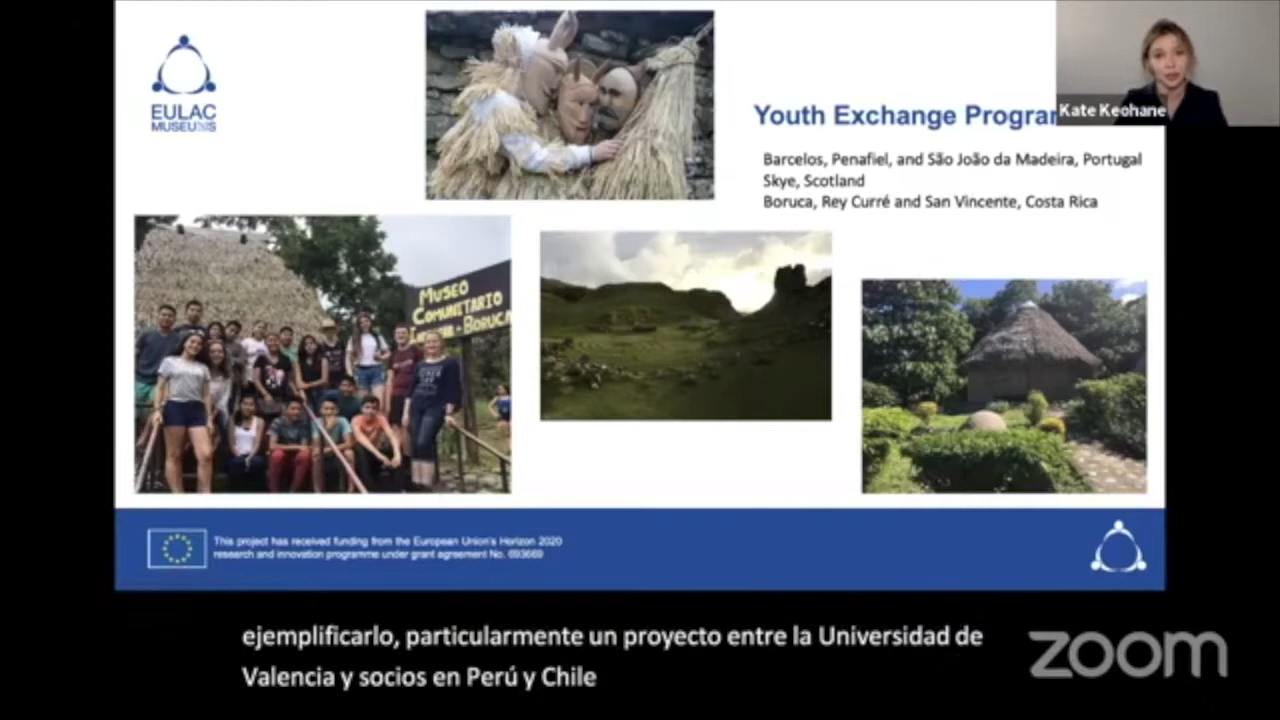 EULAC
MUSEUMS
Youth Exchange
Kate Keohane
Barcelos, Penafiel, and São João da Madeira, Portugal
Skye, Scotland
Boruca, Rey Curré and San Vincente, Costa Rica
MUSEO
COMUNITARIO
BORUCA
This project has received funding from the European Union's Horizon 2020
research and innovation programme under grant agreement No. 693669
ejemplificarlo, particularmente un proyecto entre la Universidad de
Valencia y socios en Perú y Chile
zoom